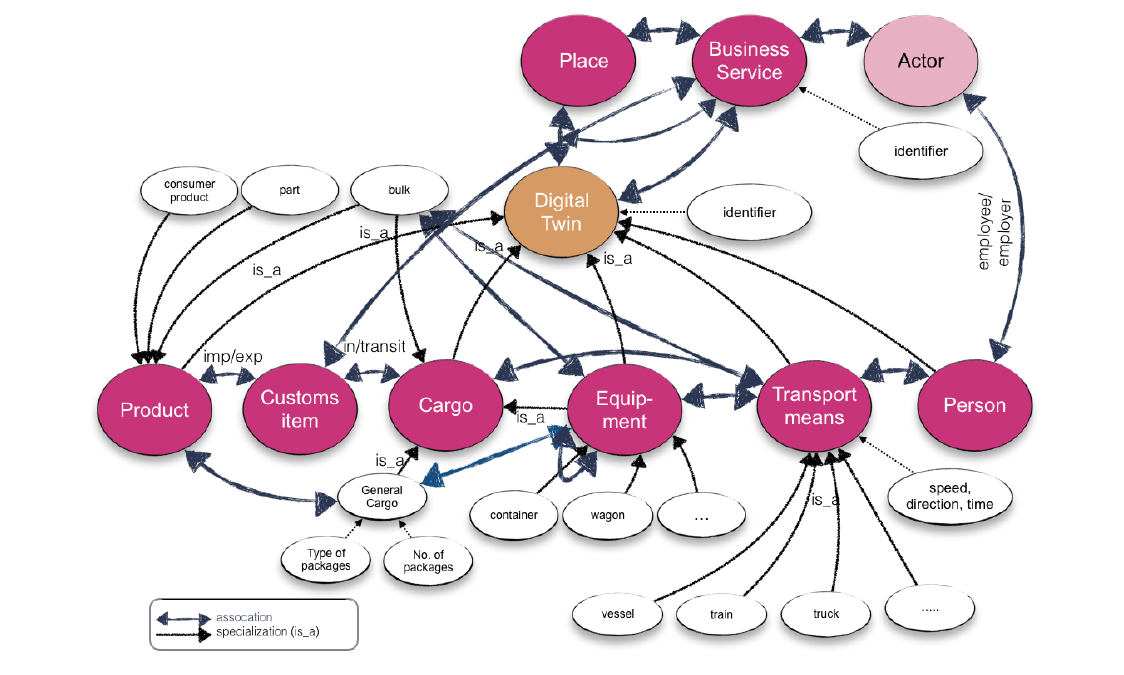 Place
Business
Service
Actor
identifier
consumer
product
part
bulk
Digital
Twin
identifier
employee/
employer
is_a
is_a
is_a
is_a
imp/exp
in/transit
Product
Customs
item
Cargo
Equip-
ment
Transport
means
Person
is_a
is_a
General
Cargo
container
wagon
...
speed,
direction, time
is_a
Type of
packages
No. of
packages
vessel
train
truck
.....
assocation
specialization (is_a)